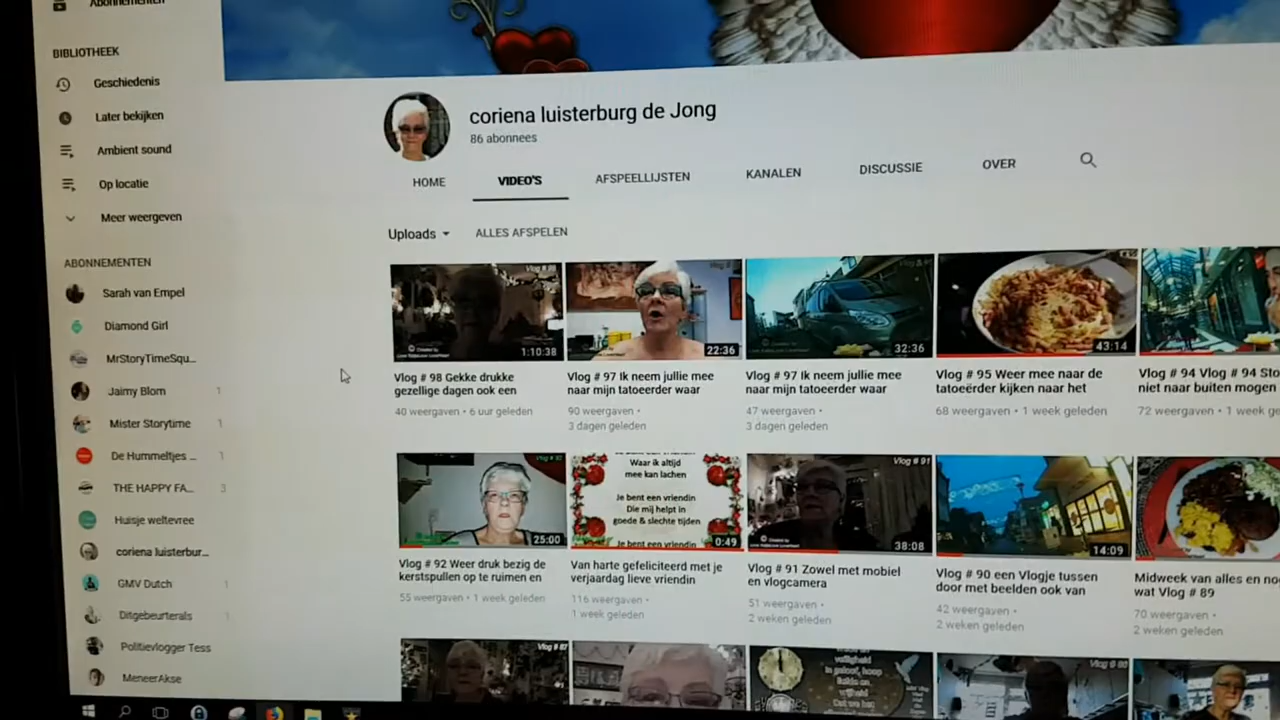 Abonnementen
BIBLIOTHEEK
Geschiedenis
Later bekijken
Ambient sound
Op locatie
Meer weergeven
ABONNEMENTEN
Sarah van Empel
Diamond Girl
MrStoryTimeSqu...
Jaimy Blom 1
Mister Storytime 1
De Hummeltjes ... 1
THE HAPPY FA... 3
Huisje weltevree
coriena luisterbur...
GMV Dutch 1
Ditgebeurterals 1
Politievlogger Tess
MeneerAkse
coriena luisterburg de Jong
86 abonnees
HOME VIDEO'S AFSPEELLIJSTEN KANALEN DISCUSSIE OVER
Uploads ALLES AFSPELEN
1:10:38
22:36
32:36
43:14
Vlog # 98 Gekke drukke
gezellige dagen ook een
40 weergaven • 6 uur geleden
Vlog # 97 Ik neem jullie mee
naar mijn tatoeerder waar
90 weergaven •
3 dagen geleden
Vlog # 97 Ik neem jullie mee
naar mijn tatoeerder waar
47 weergaven •
3 dagen geleden
Vlog # 95 Weer mee naar de
tatoeërder kijken naar het
68 weergaven • 1 week geleden
Vlog # 94 Vlog # 94 Sto
niet naar buiten mogen
72 weergaven • 1 week ge
25:00
Waar ik altijd
mee kan lachen
Je bent een vriendin
Die mij helpt in
goede & slechte tijden
Je bent een vriendin
0:49
Vlog # 91
38:08
14:09
Vlog # 92 Weer druk bezig de
kerstspullen op te ruimen en
55 weergaven • 1 week geleden
Van harte gefeliciteerd met je
verjaardag lieve vriendin
116 weergaven •
1 week geleden
Vlog # 91 Zowel met mobiel
en vlogcamera
51 weergaven •
2 weken geleden
Vlog # 90 een Vlogje tussen
door met beelden ook van
42 weergaven •
2 weken geleden
Midweek van alles en no
wat Vlog # 89
70 weergaven •
2 weken geleden
Vlog # 87